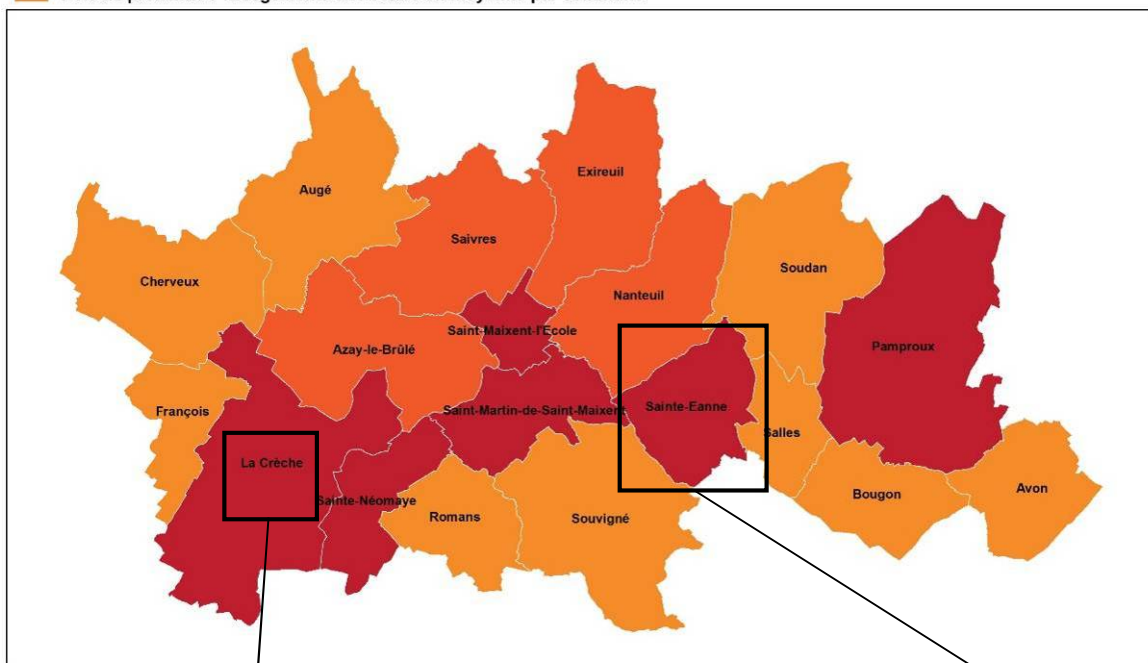 Exireuil
Augé
Saivres
Soudan
Cherveux
Nanteuil
Saint-Maixent-l'Ecole
Pamproux
Azay-le-Brûlé
François
Saint-Martin-de-Saint-Maixent
Sainte-Eanne
Salles
La Crèche
Sainte-Néomaye
Romans
Souvigné
Bougon
Avon